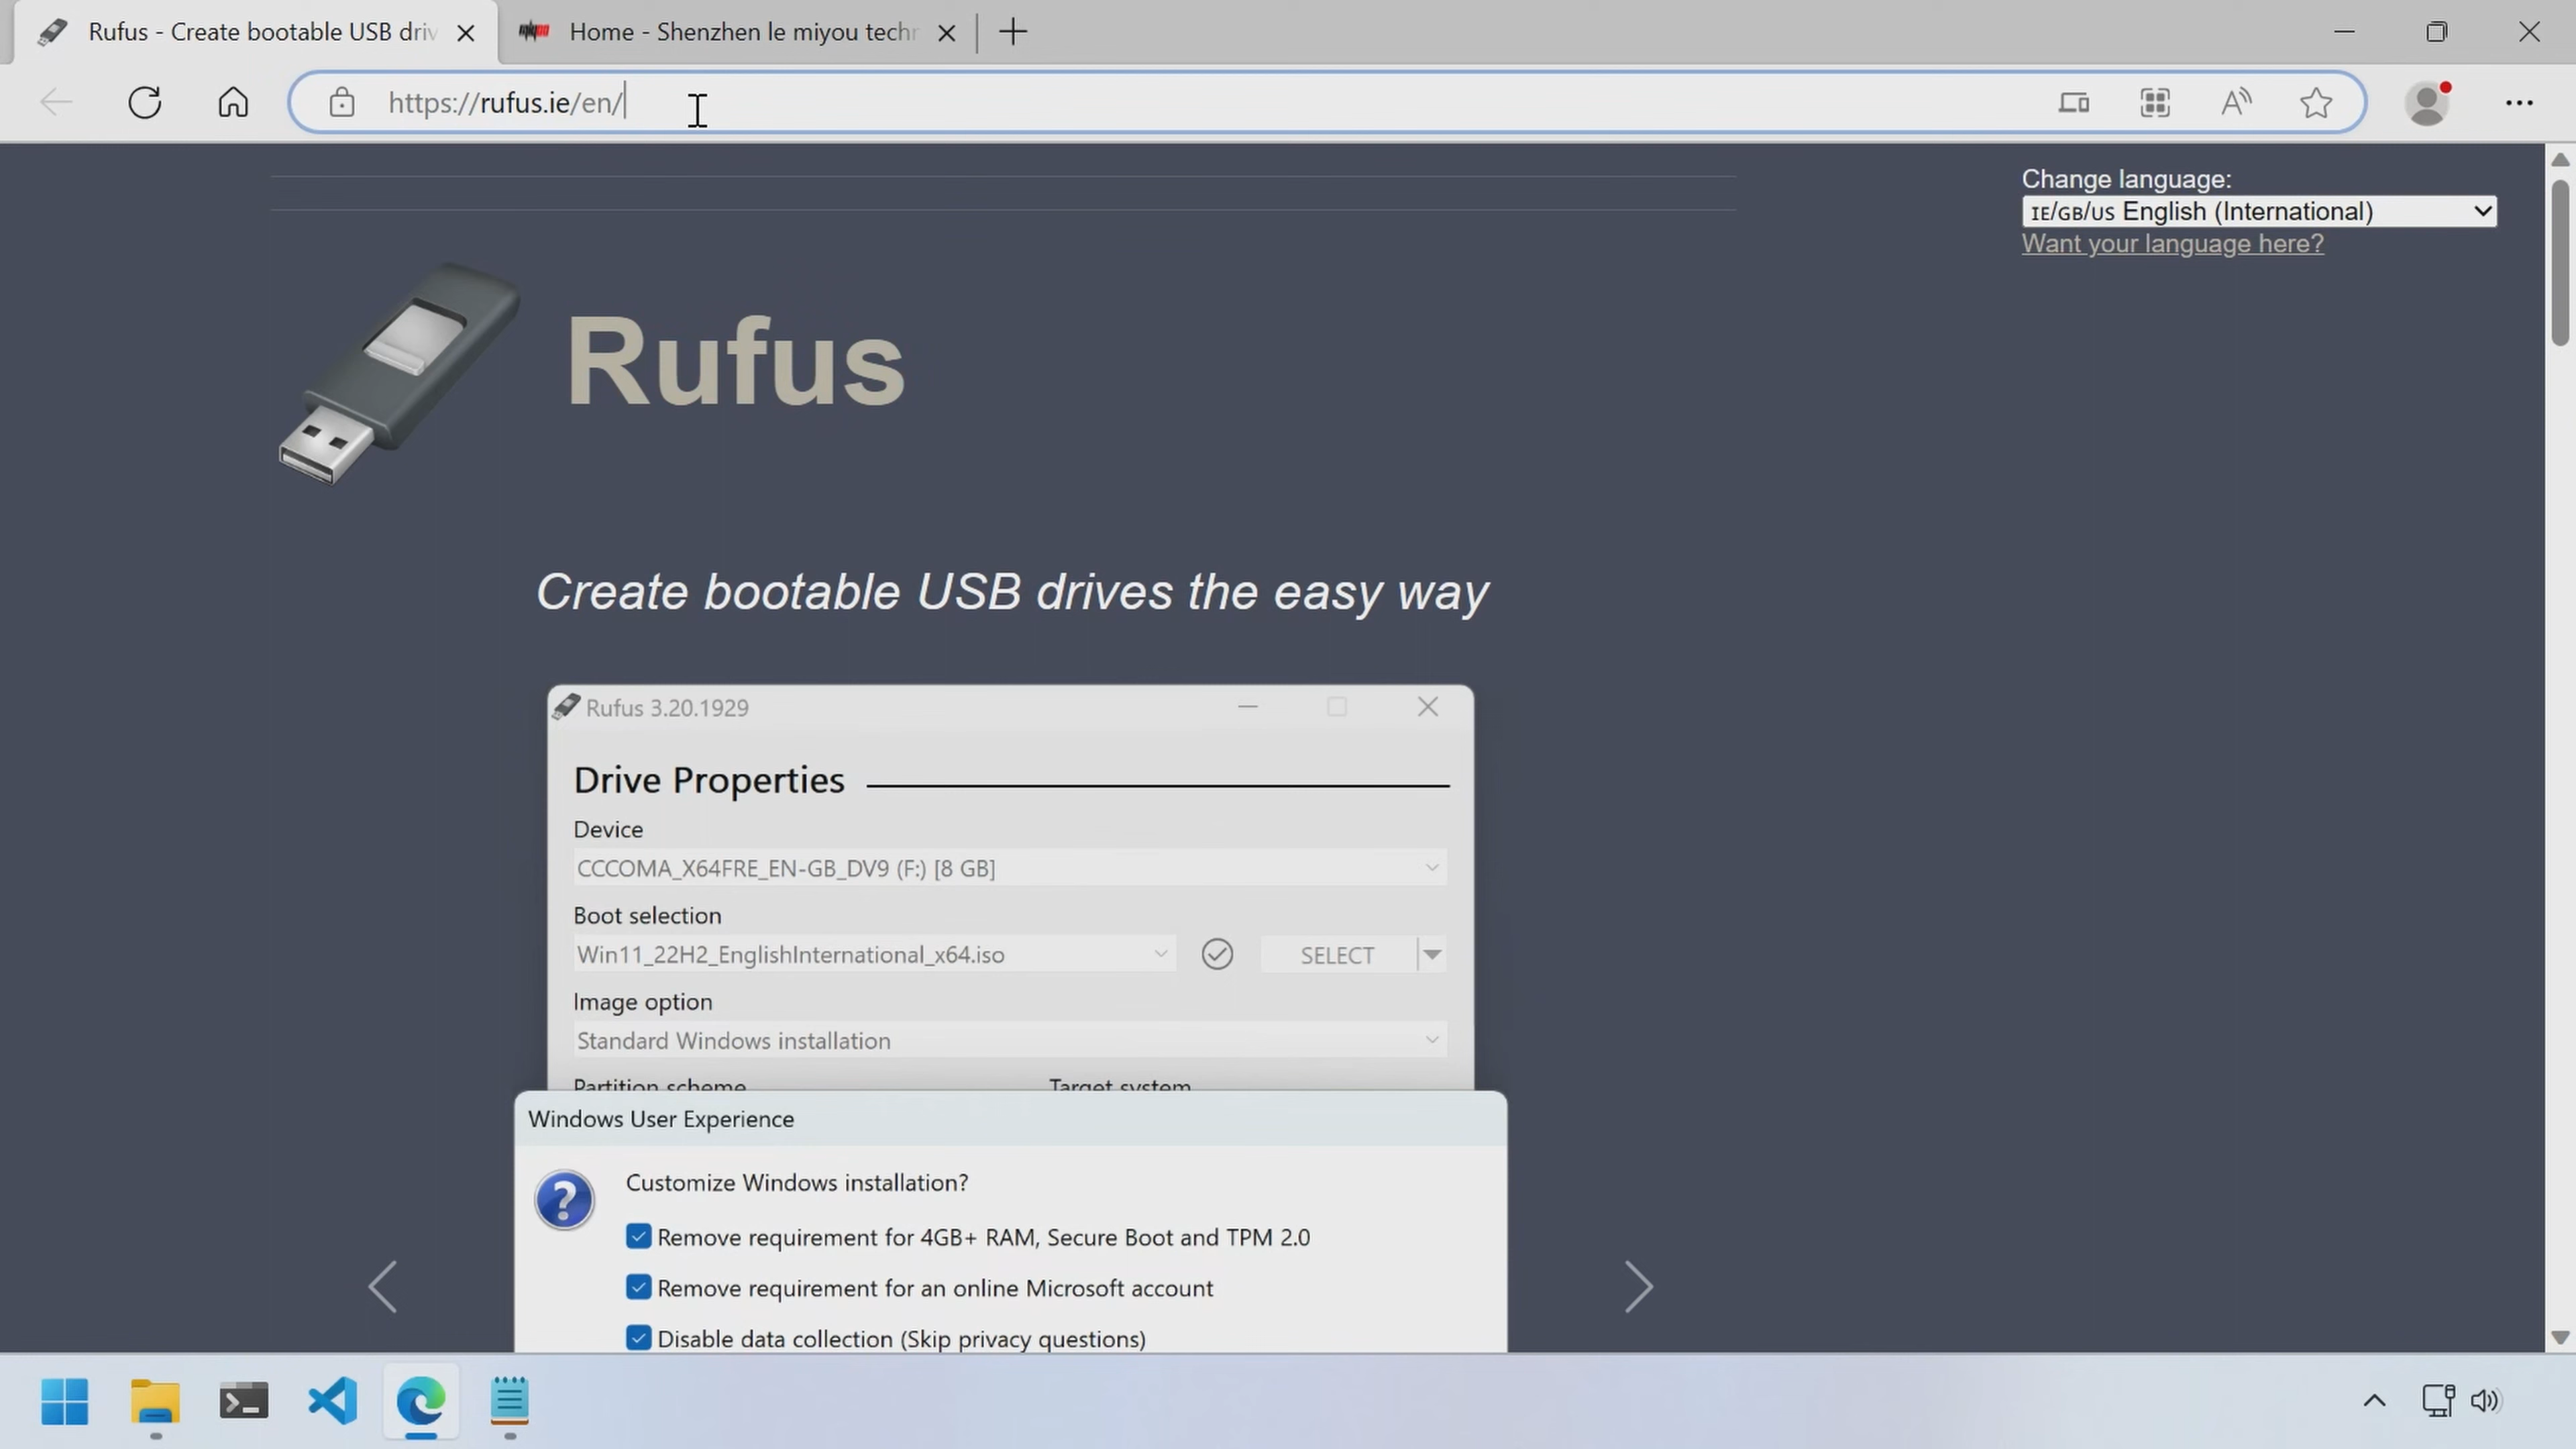 Rufus - Create bootable USB driv
Home - Shenzhen le miyou techn
https://rufus.ie/en/
Change language:
IE/GB/US English (International)
Want your language here?
Rufus
Create bootable USB drives the easy way
Rufus 3.20.1929
Drive Properties
Device
CCCOMA_X64FRE_EN-GB_DV9 (F:) [8 GB]
Boot selection
Win11_22H2_EnglishInternational_x64.iso
SELECT
Image option
Standard Windows installation
Partition scheme
Target system
Windows User Experience
Customize Windows installation?
Remove requirement for 4GB+ RAM, Secure Boot and TPM 2.0
Remove requirement for an online Microsoft account
Disable data collection (Skip privacy questions)